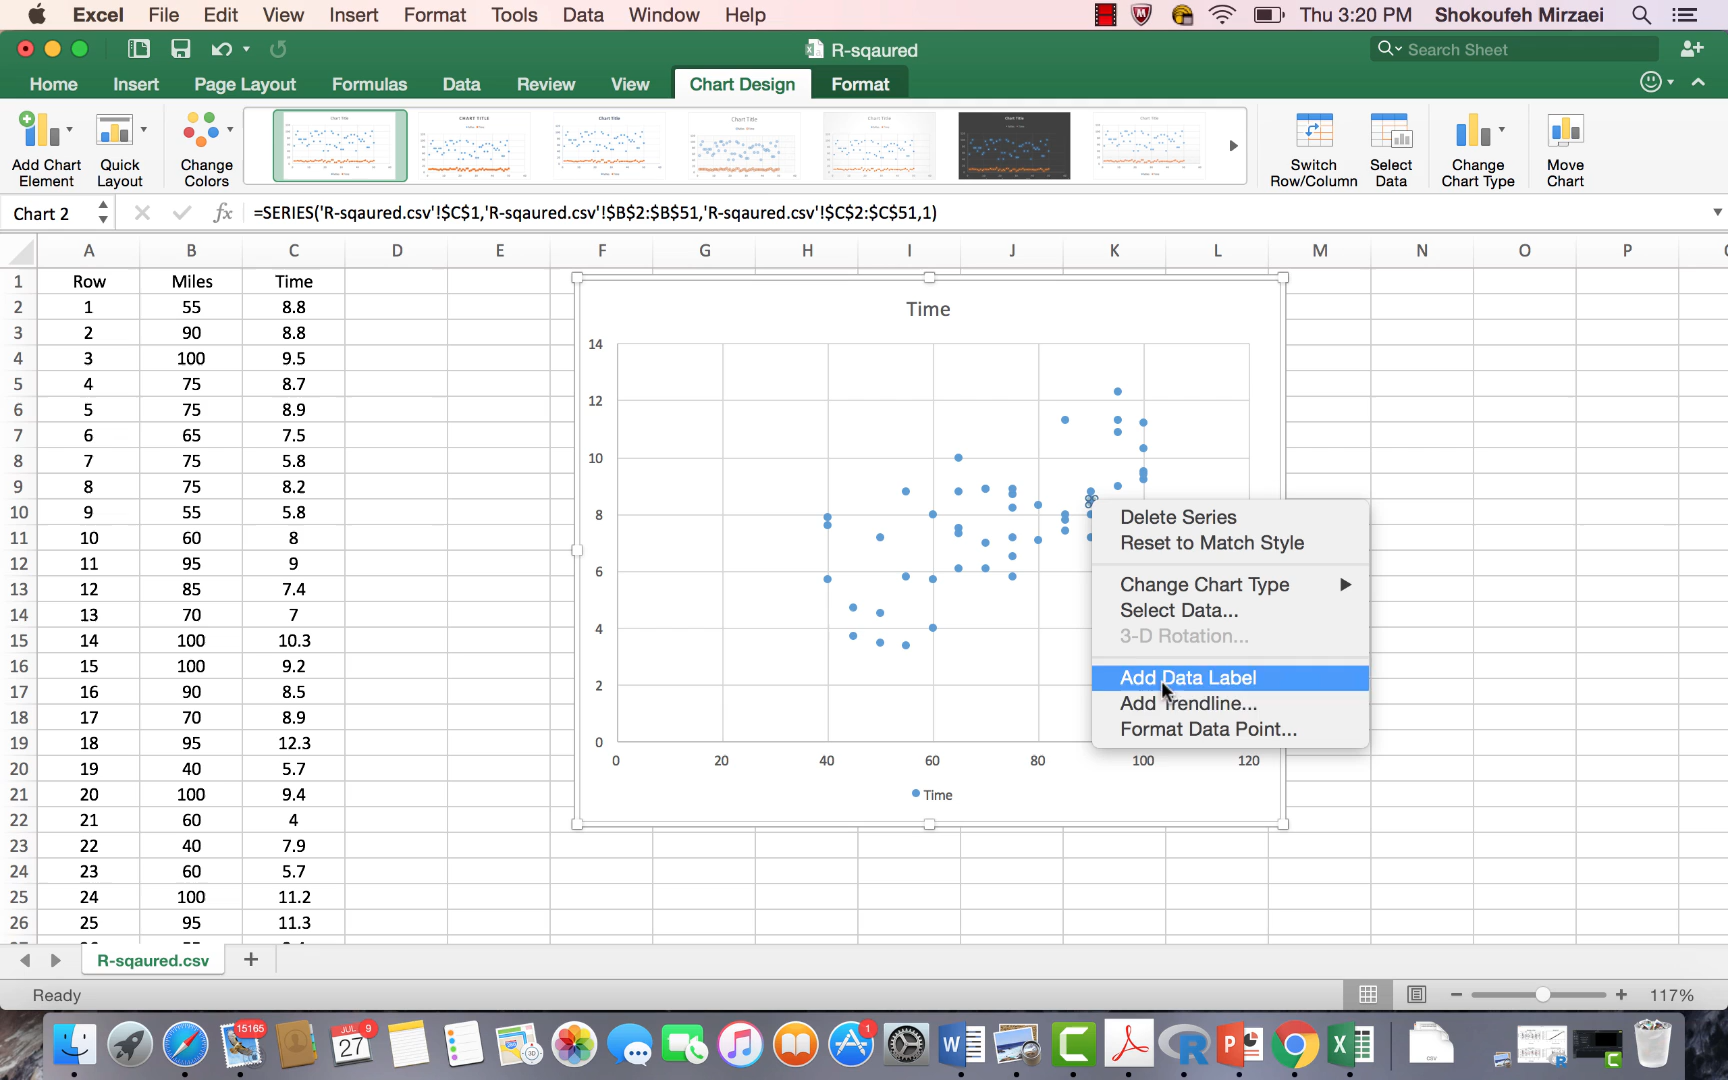 Excel File Edit View Insert Format Tools Data Window Help Thu 3:20 PM Shokoufeh Mirzaei
R-sqaured
Search Sheet
Home Insert Page Layout Formulas Data Review View Chart Design Format
Add Chart Element
Quick Layout
Change Colors
Switch Row/Column
Select Data
Change Chart Type
Move Chart
Chart 2 fx =SERIES('R-sqaured.csv'!$C$1,'R-sqaured.csv'!$B$2:$B$51,'R-sqaured.csv'!$C$2:$C$51,1)
A B C D E F G H I J K L M N O P
1 Row Miles Time
2 1 55 8.8
3 2 90 8.8
4 3 100 9.5
5 4 75 8.7
6 5 75 8.9
7 6 65 7.5
8 7 75 5.8
9 8 75 8.2
10 9 55 5.8
11 10 60 8
12 11 95 9
13 12 85 7.4
14 13 70 7
15 14 100 10.3
16 15 100 9.2
17 16 90 8.5
18 17 70 8.9
19 18 95 12.3
20 19 40 5.7
21 20 100 9.4
22 21 60 4
23 22 40 7.9
24 23 60 5.7
25 24 100 11.2
26 25 95 11.3
Time
14
12
10
8
6
4
2
0
0 20 40 60 80 100 120
Time
Delete Series
Reset to Match Style
Change Chart Type
Select Data...
3-D Rotation...
Add Data Label
Add Trendline...
Format Data Point...
R-sqaured.csv
Ready 117%
15165
JUL 27
9
1